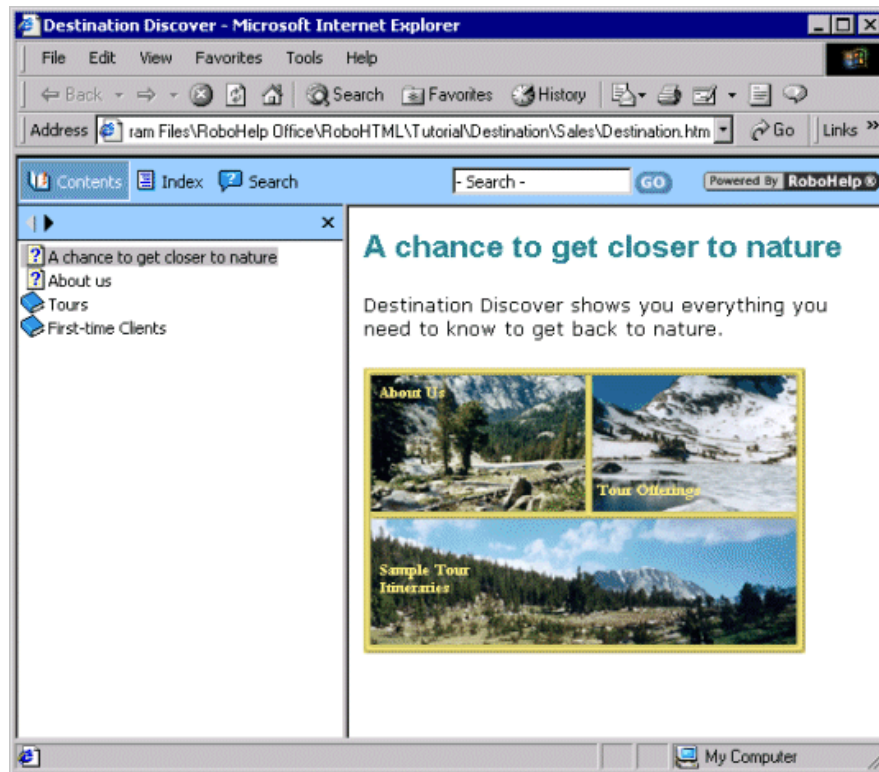 Destination Discover - Microsoft Internet Explorer
File Edit View Favorites Tools Help
Back Search Favorites History
Address ram Files\RoboHelp Office\RoboHTML\Tutorial\Destination\Sales\Destination.htm Go Links »
Contents Index Search - Search - GO Powered By RoboHelp ®
A chance to get closer to nature
About us
Tours
First-time Clients
A chance to get closer to nature
Destination Discover shows you everything you
need to know to get back to nature.
About Us
Tour Offerings
Sample Tour
Itineraries
My Computer